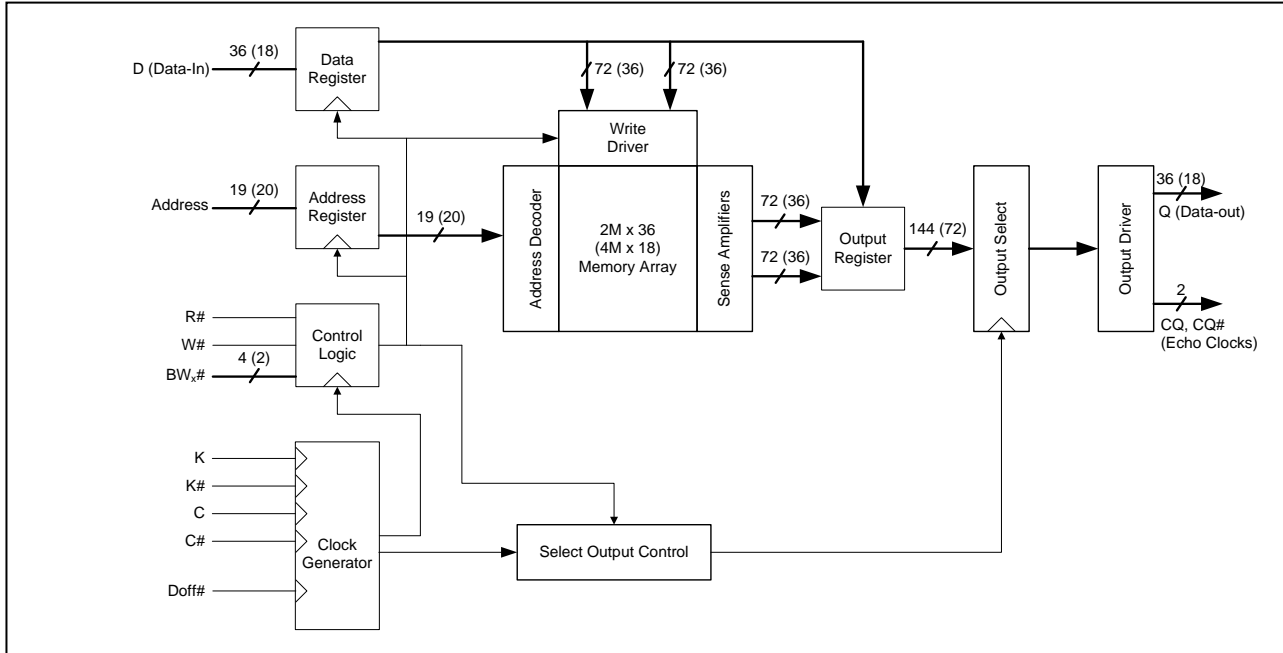 36 (18)
D (Data-In)
Data
Register
72 (36)
72 (36)
Write
Driver
19 (20)
Address
Address
Register
19 (20)
Address Decoder
2M x 36
(4M x 18)
Memory Array
Sense Amplifiers
72 (36)
72 (36)
Output
Register
144 (72)
Output Select
Output Driver
36 (18)
Q (Data-out)
2
CQ, CQ#
(Echo Clocks)
R#
W#
4 (2)
BWx#
Control
Logic
K
K#
C
C#
Doff#
Clock
Generator
Select Output Control